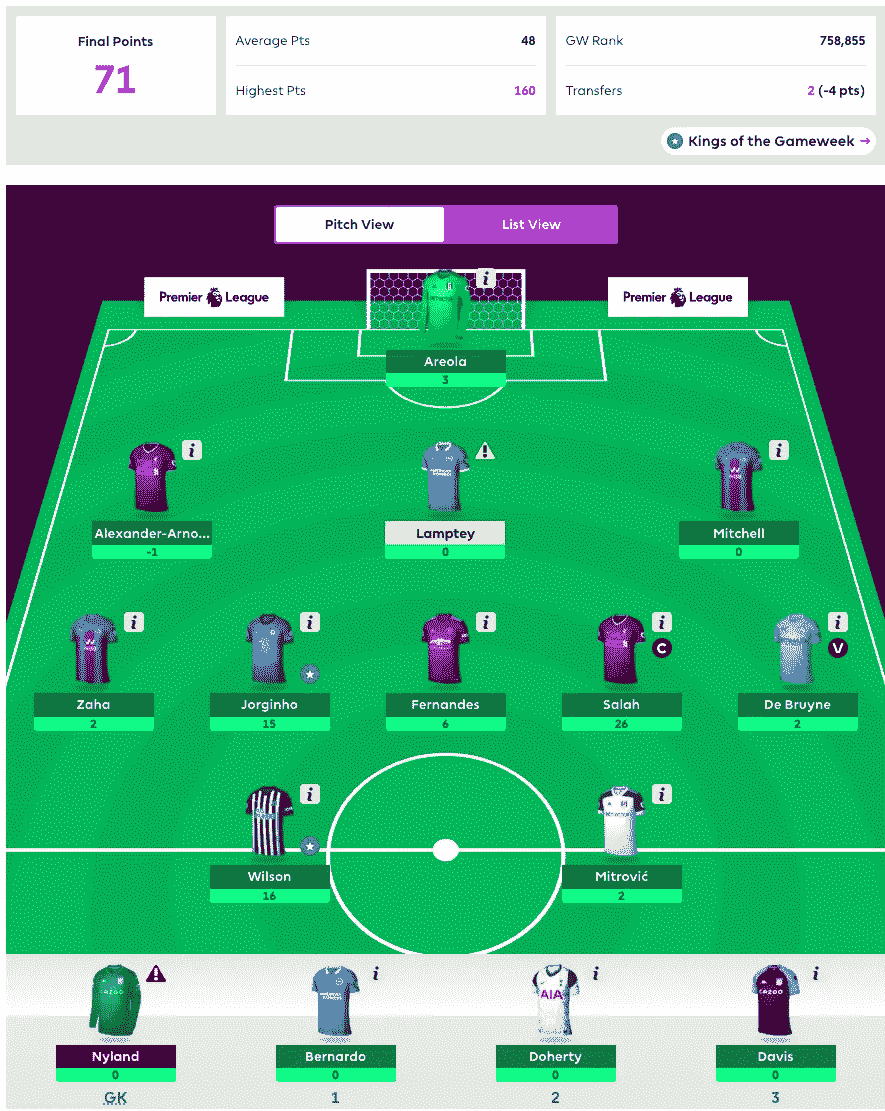 Final Points
71
Average Pts 48
Highest Pts 160
GW Rank 758,855
Transfers 2 (-4 pts)
Kings of the Gameweek →
Pitch View List View
Premier League Premier League
Areola
3
Alexander-Arno... Lamptey Mitchell
-1 0 0
C V
Zaha Jorginho Fernandes Salah De Bruyne
2 15 6 26 2
Wilson Mitrović
16 2
AIA
Nyland Bernardo Doherty Davis
0 0 0 0
GK 1 2 3